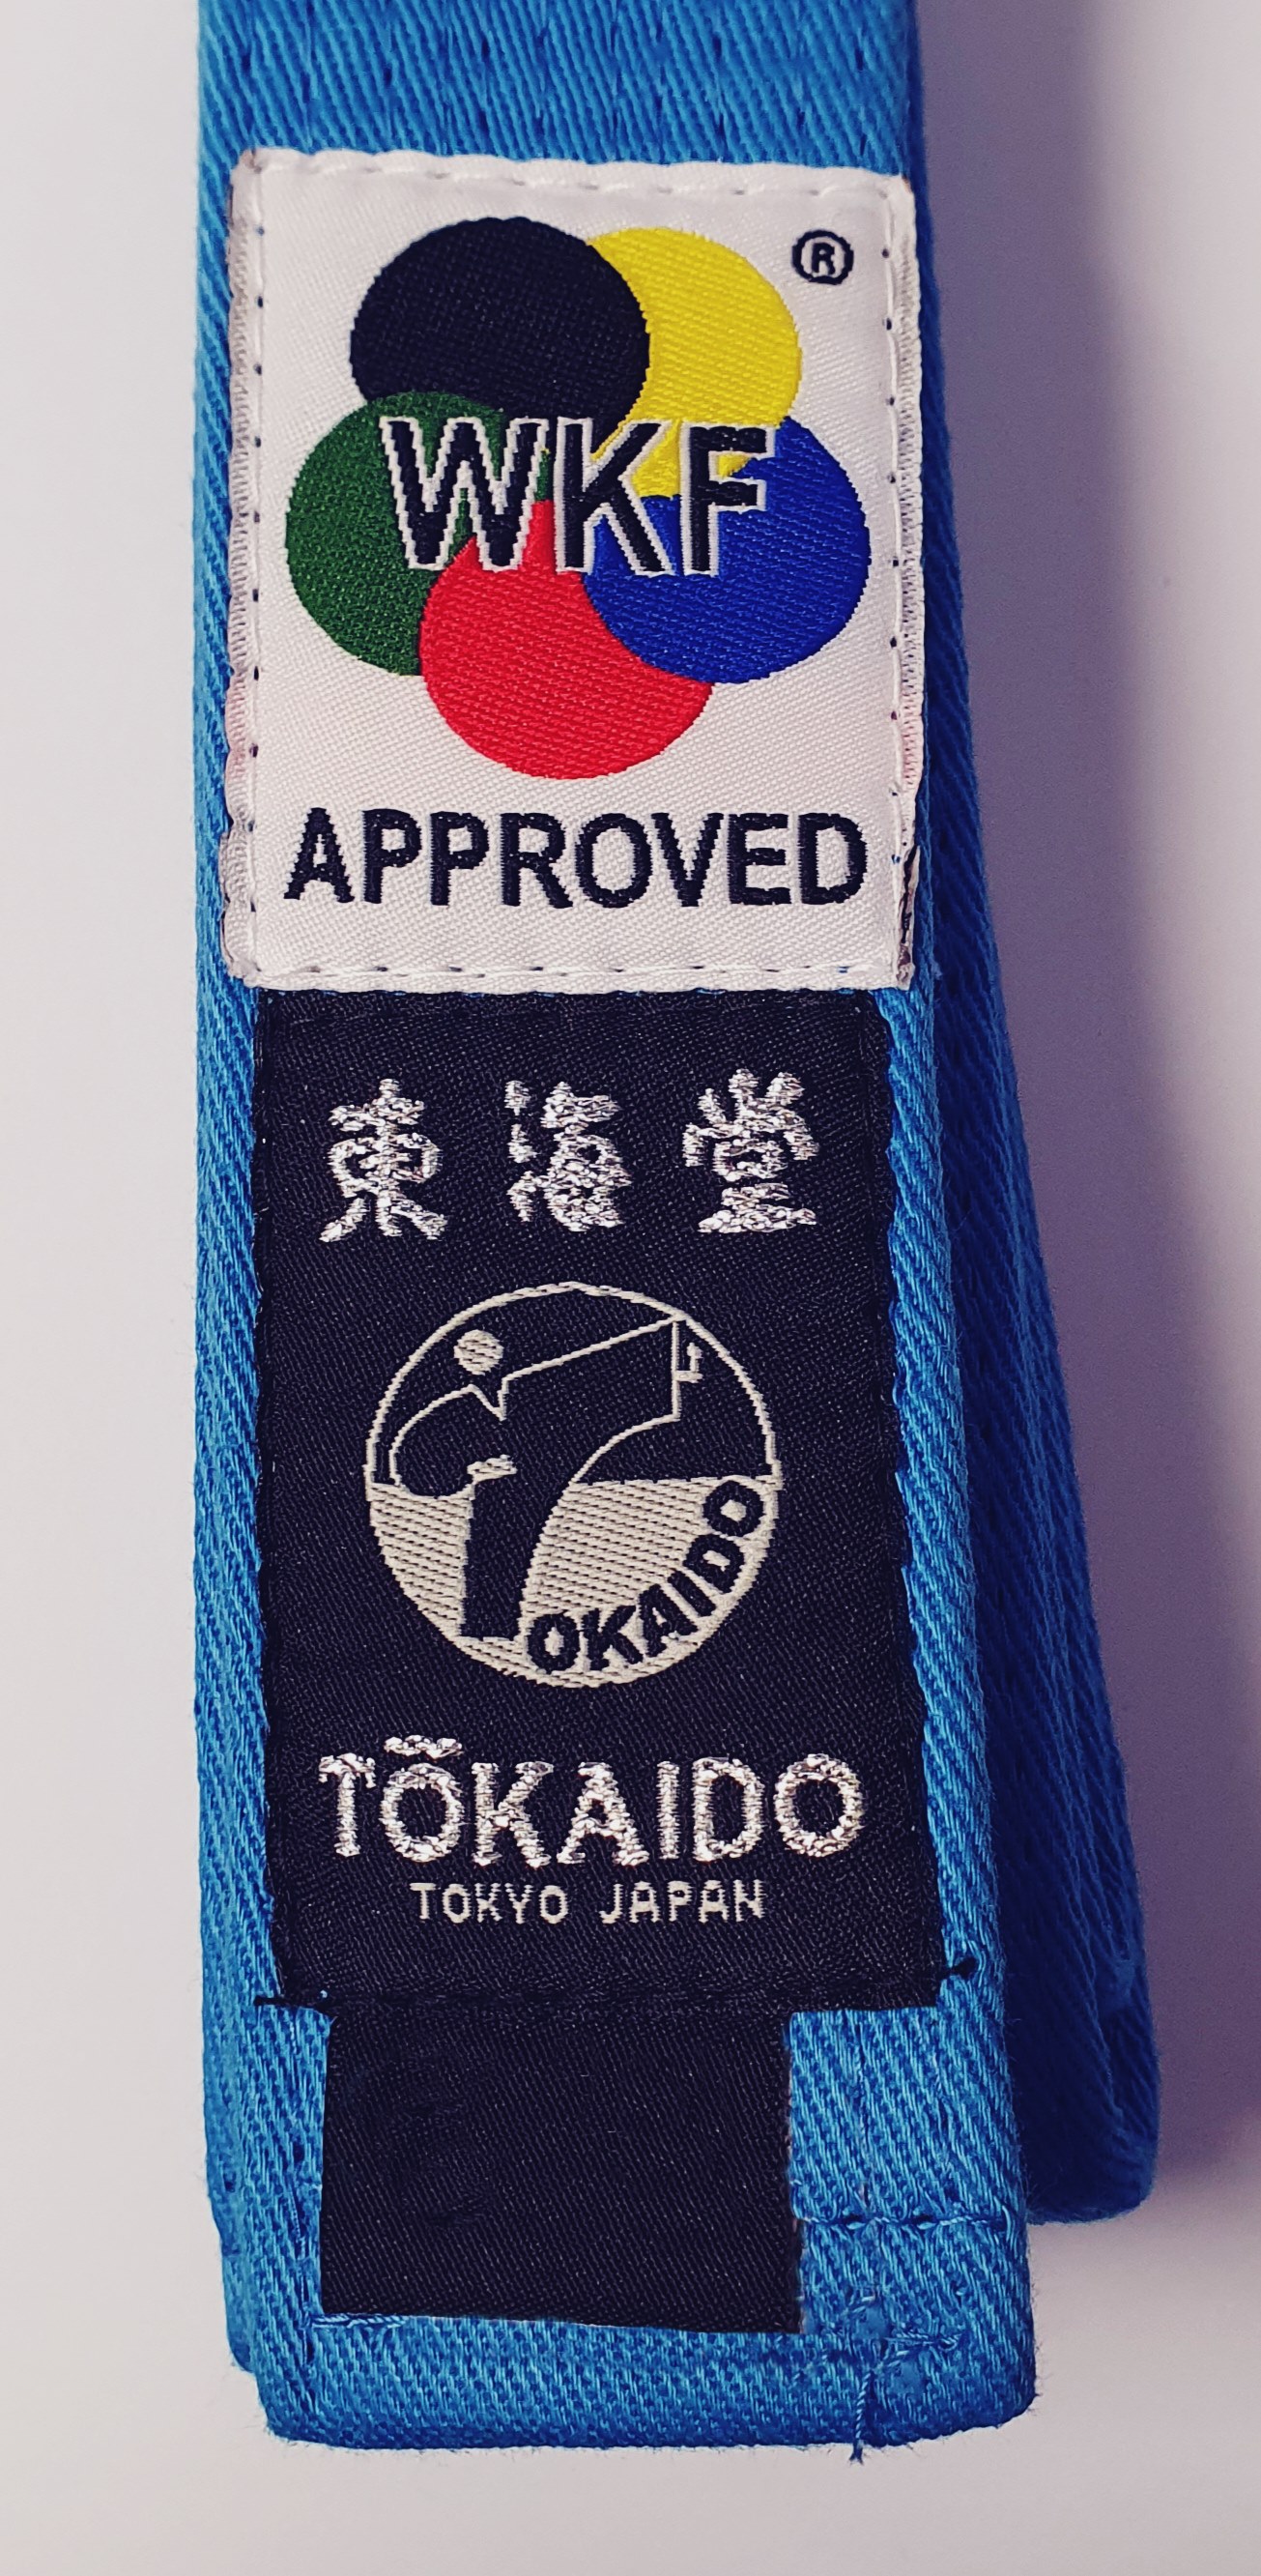 ®
WKF
APPROVED
東海堂
TOKAIDO
TŌKAIDO
TOKYO JAPAN